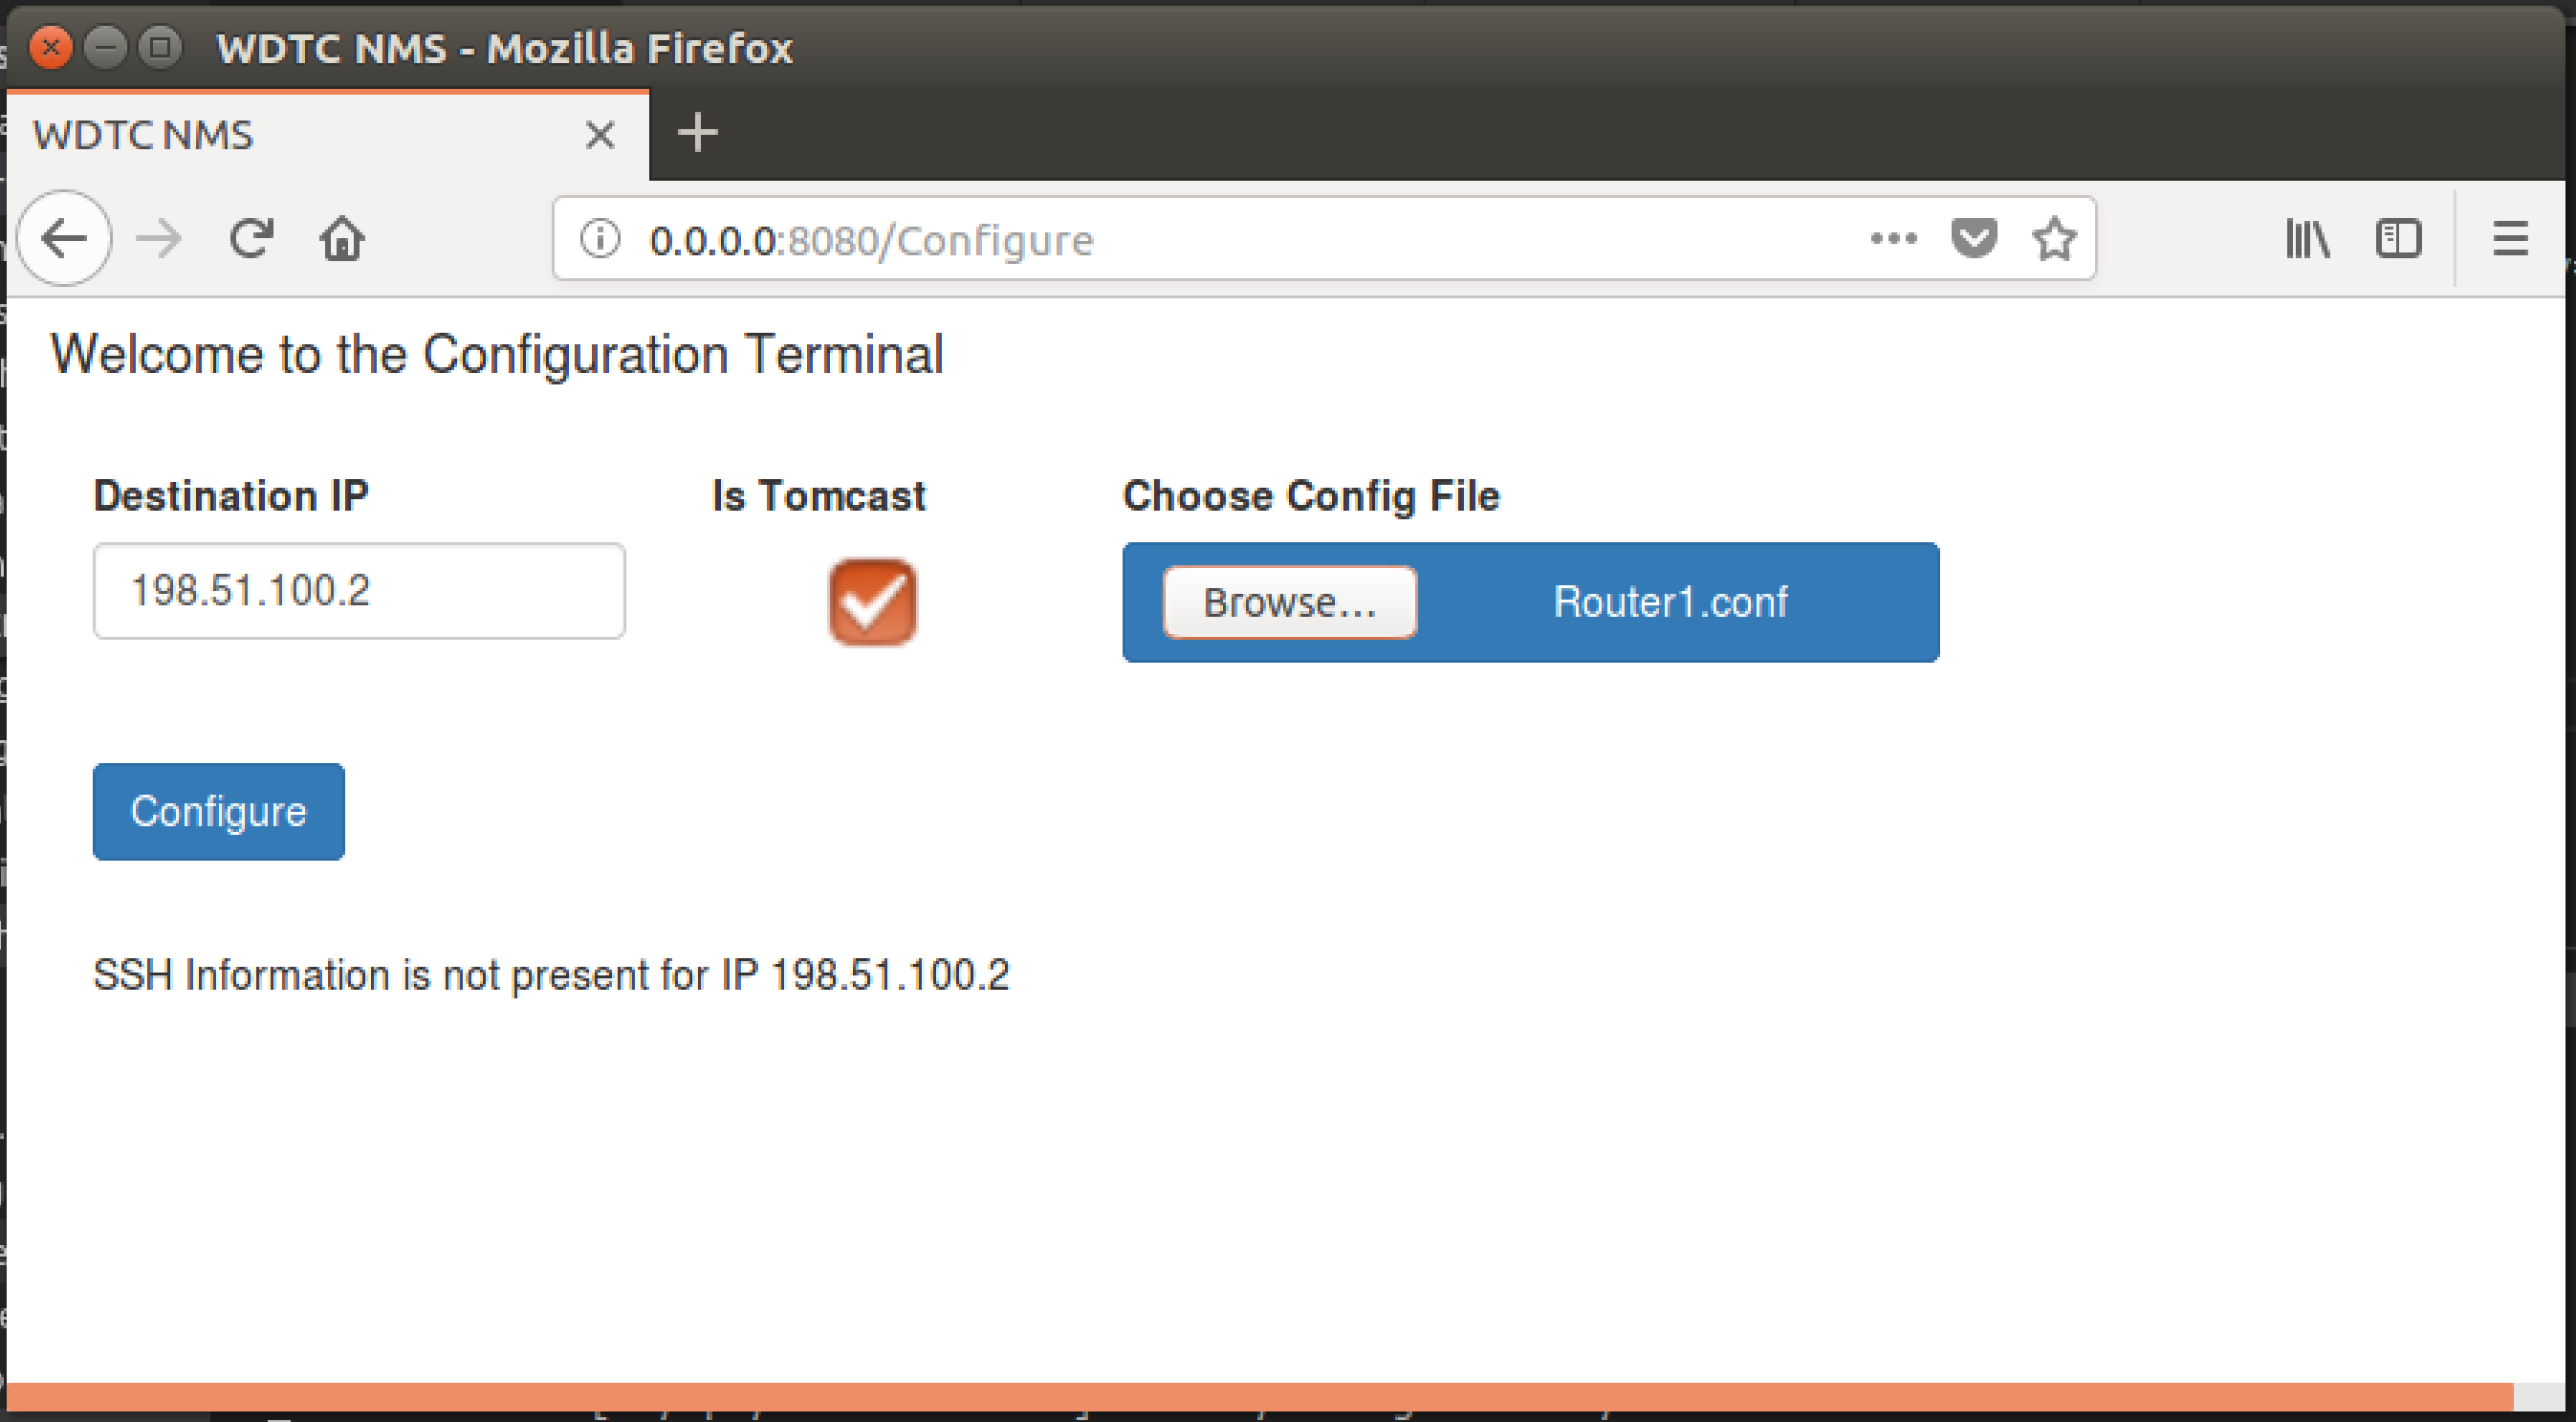 WDTC NMS - Mozilla Firefox
WDTC NMS
0.0.0.0:8080/Configure
Welcome to the Configuration Terminal
Destination IP Is Tomcast Choose Config File
198.51.100.2 Browse... Router1.conf
Configure
SSH Information is not present for IP 198.51.100.2